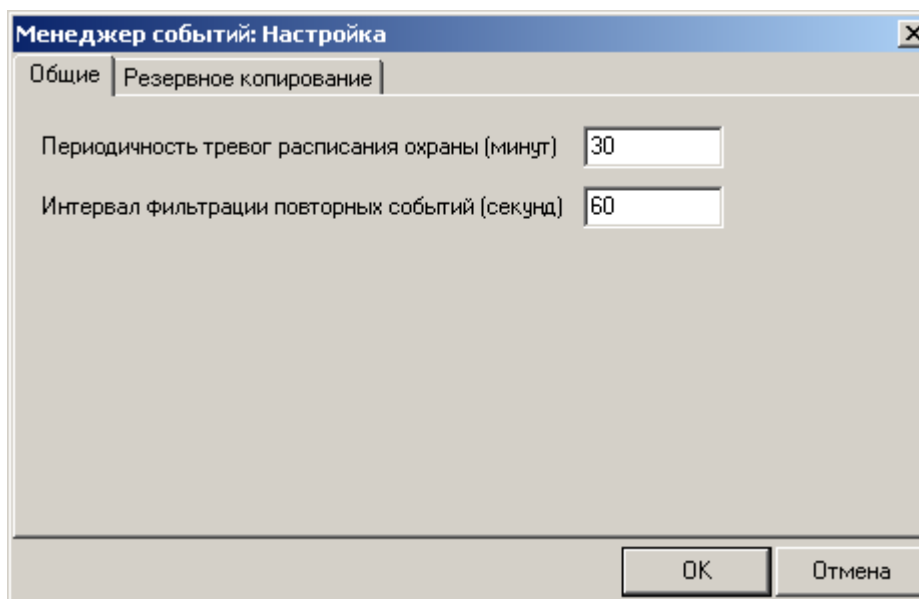 Менеджер событий: Настройка
Общие Резервное копирование
Периодичность тревог расписания охраны (минут) 30
Интервал фильтрации повторных событий (секунд) 60
OK Отмена